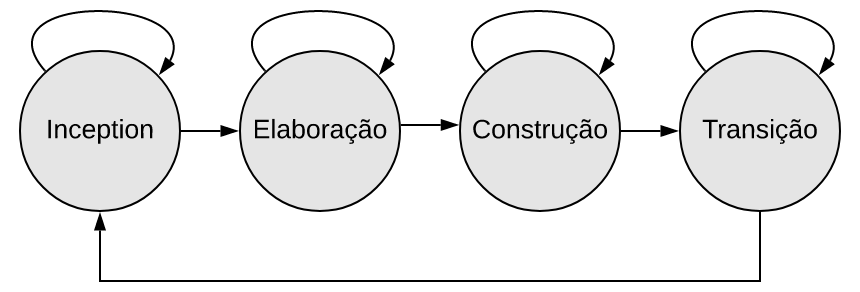 Inception
Elaboração
Construção
Transição